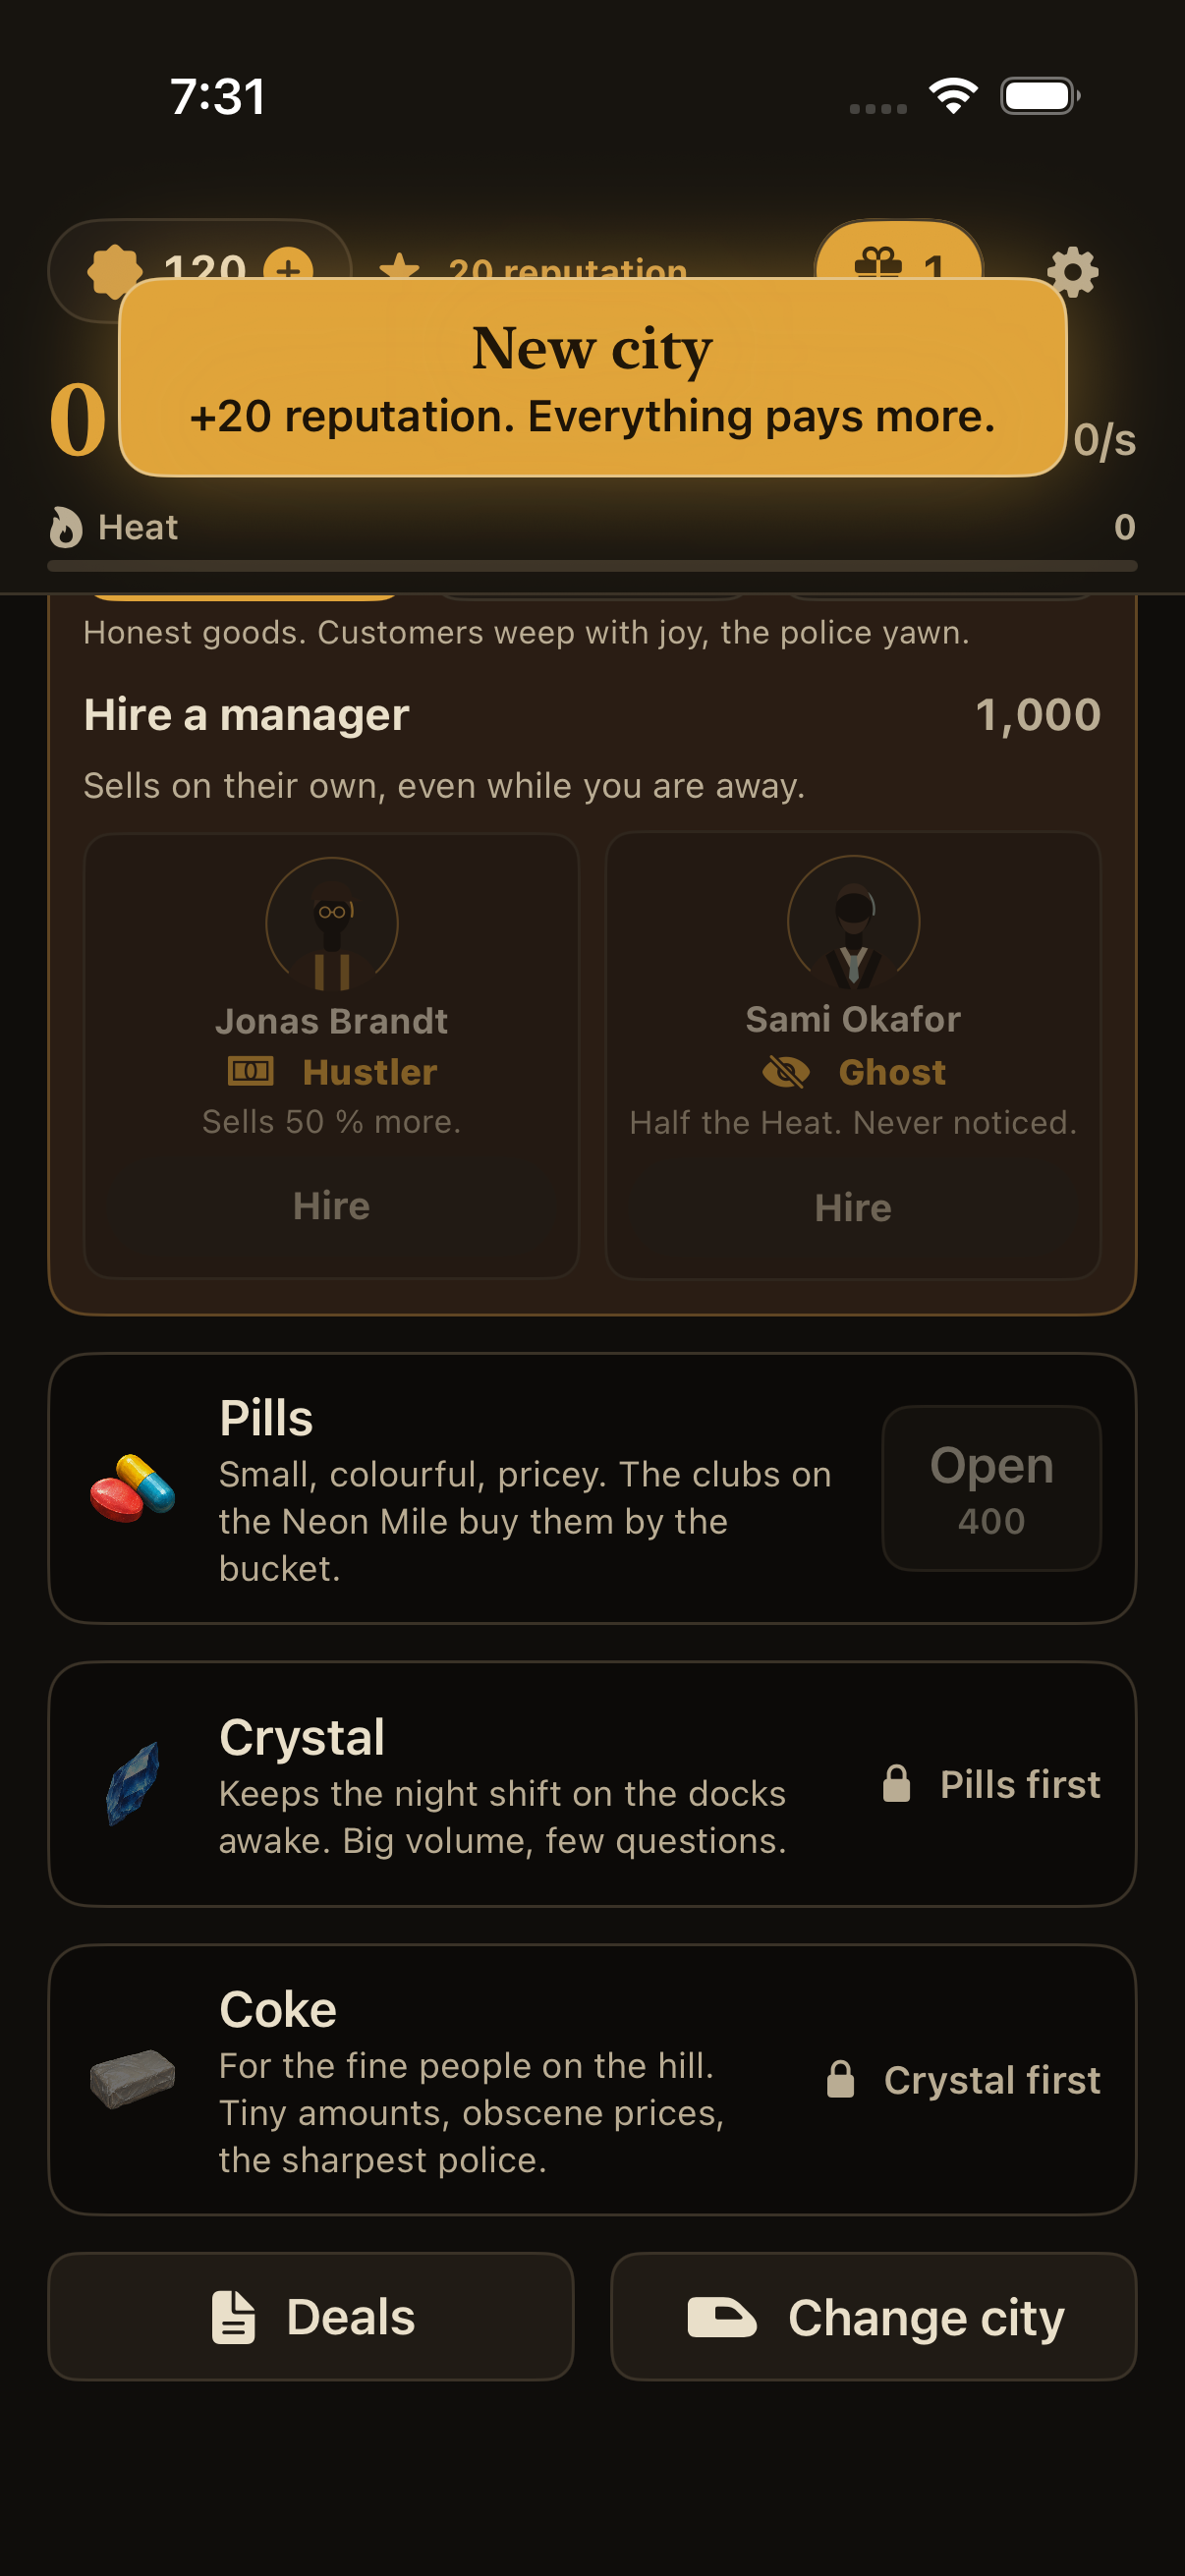 7:31
120
20 reputation
1
New city
+20 reputation. Everything pays more.
0
0/s
Heat
0
Honest goods. Customers weep with joy, the police yawn.
Hire a manager
1,000
Sells on their own, even while you are away.
Jonas Brandt
Hustler
Sells 50 % more.
Hire
Sami Okafor
Ghost
Half the Heat. Never noticed.
Hire
Pills
Small, colourful, pricey. The clubs on
the Neon Mile buy them by the
bucket.
Open
400
Crystal
Keeps the night shift on the docks
awake. Big volume, few questions.
Pills first
Coke
For the fine people on the hill.
Tiny amounts, obscene prices,
the sharpest police.
Crystal first
Deals
Change city